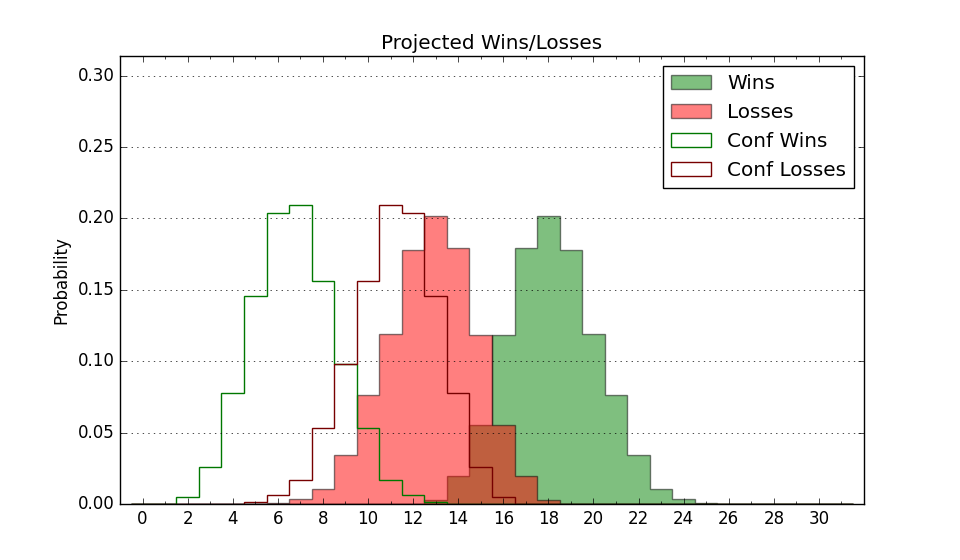 Projected Wins/Losses
0.30
0.25
0.20
0.15
0.10
0.05
0.00
Probability
Wins
Losses
Conf Wins
Conf Losses
0 2 4 6 8 10 12 14 16 18 20 22 24 26 28 30